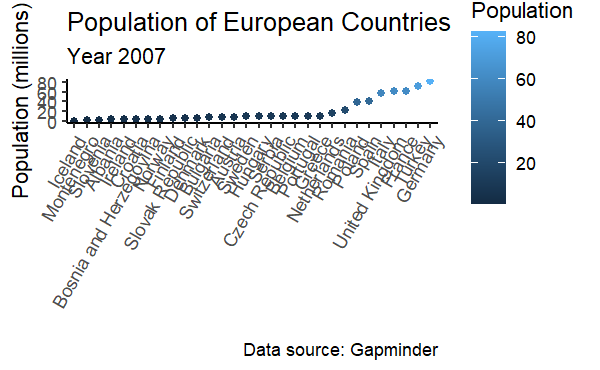 Population of European Countries
Year 2007
Population (millions)
80
60
40
20
0
Iceland
Montenegro
Slovenia
Albania
Ireland
Croatia
Bosnia and Herzegovina
Norway
Finland
Slovak Republic
Denmark
Bulgaria
Switzerland
Austria
Sweden
Hungary
Serbia
Czech Republic
Belgium
Portugal
Greece
Netherlands
Romania
Poland
Spain
Italy
United Kingdom
France
Turkey
Germany
Population
80
60
40
20
Data source: Gapminder